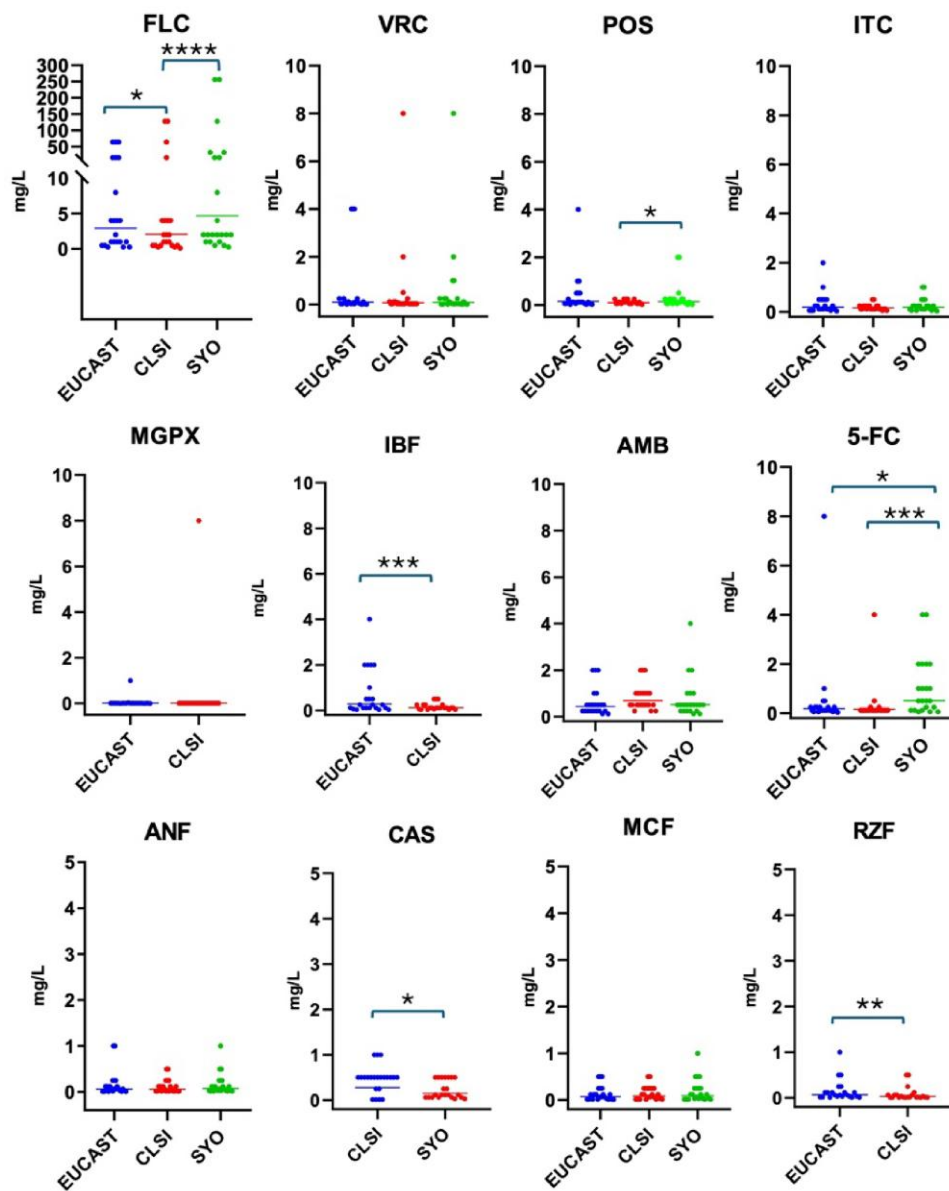 FLC VRC POS ITC
**** * *
300
250
200
150
100
50
10
5
0
mg/L
EUCAST CLSI SYO
10
8
6
4
2
0
mg/L
EUCAST CLSI SYO
10
8
6
4
2
0
mg/L
EUCAST CLSI SYO
10
8
6
4
2
0
mg/L
EUCAST CLSI SYO
MGPX IBF AMB 5-FC
*** * ***
10
8
6
4
2
0
mg/L
EUCAST CLSI
10
8
6
4
2
0
mg/L
EUCAST CLSI
10
8
6
4
2
0
mg/L
EUCAST CLSI SYO
10
8
6
4
2
0
mg/L
EUCAST CLSI SYO
ANF CAS MCF RZF
* **
5
4
3
2
1
0
mg/L
EUCAST CLSI SYO
5
4
3
2
1
0
mg/L
CLSI SYO
5
4
3
2
1
0
mg/L
EUCAST CLSI SYO
5
4
3
2
1
0
mg/L
EUCAST CLSI